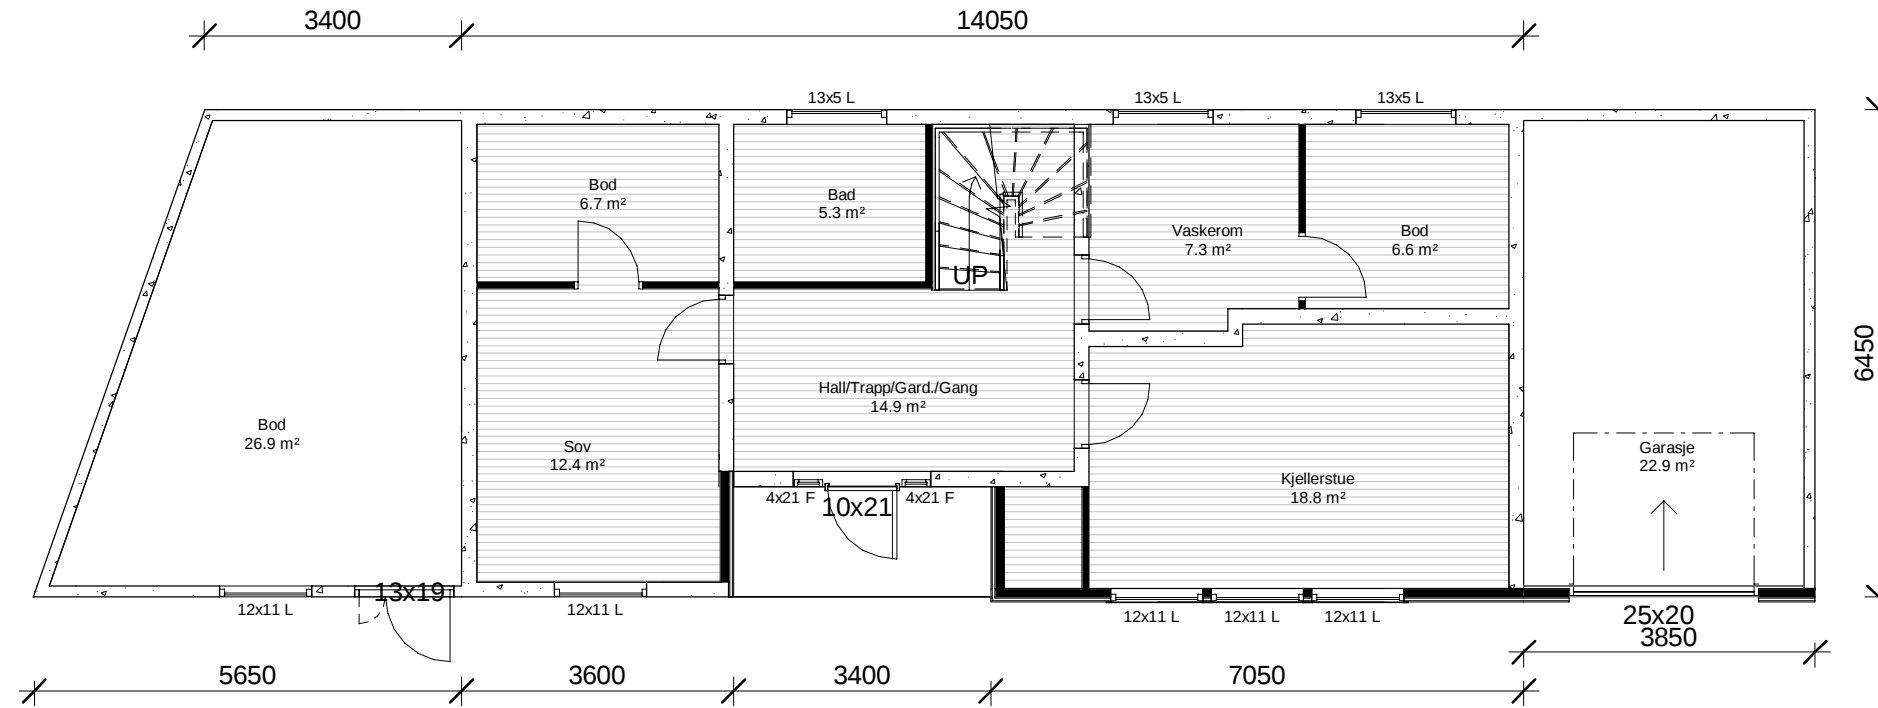 3400
14050
13x5 L
13x5 L
13x5 L
Bod
6.7 m²
Bad
5.3 m²
Vaskerom
7.3 m²
Bod
6.6 m²
UP
6450
Hall/Trapp/Gard./Gang
14.9 m²
Bod
26.9 m²
Sov
12.4 m²
Garasje
22.9 m²
Kjellerstue
18.8 m²
4x21 F
10x21
4x21 F
13x19
12x11 L
12x11 L
12x11 L
12x11 L
12x11 L
25x20
3850
5650
3600
3400
7050